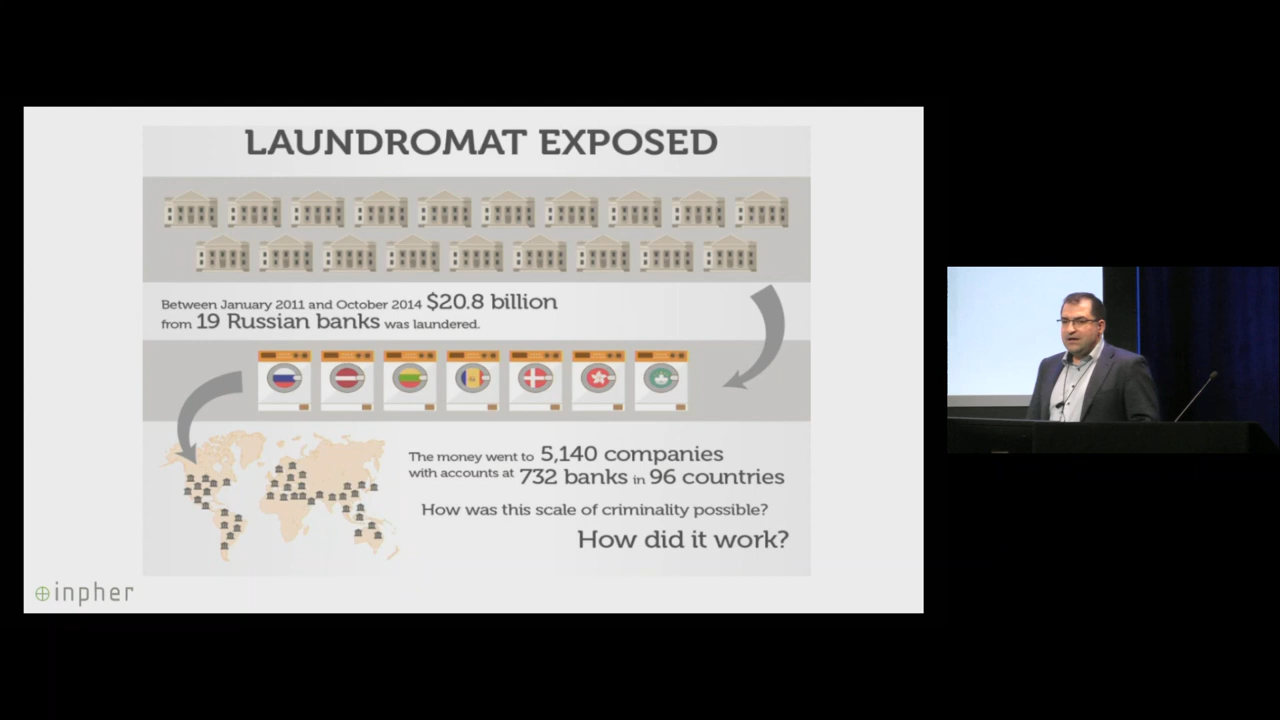 LAUNDROMAT EXPOSED
Between January 2011 and October 2014 $20.8 billion
from 19 Russian banks was laundered.
The money went to 5,140 companies
with accounts at 732 banks in 96 countries
How was this scale of criminality possible?
How did it work?
inpher